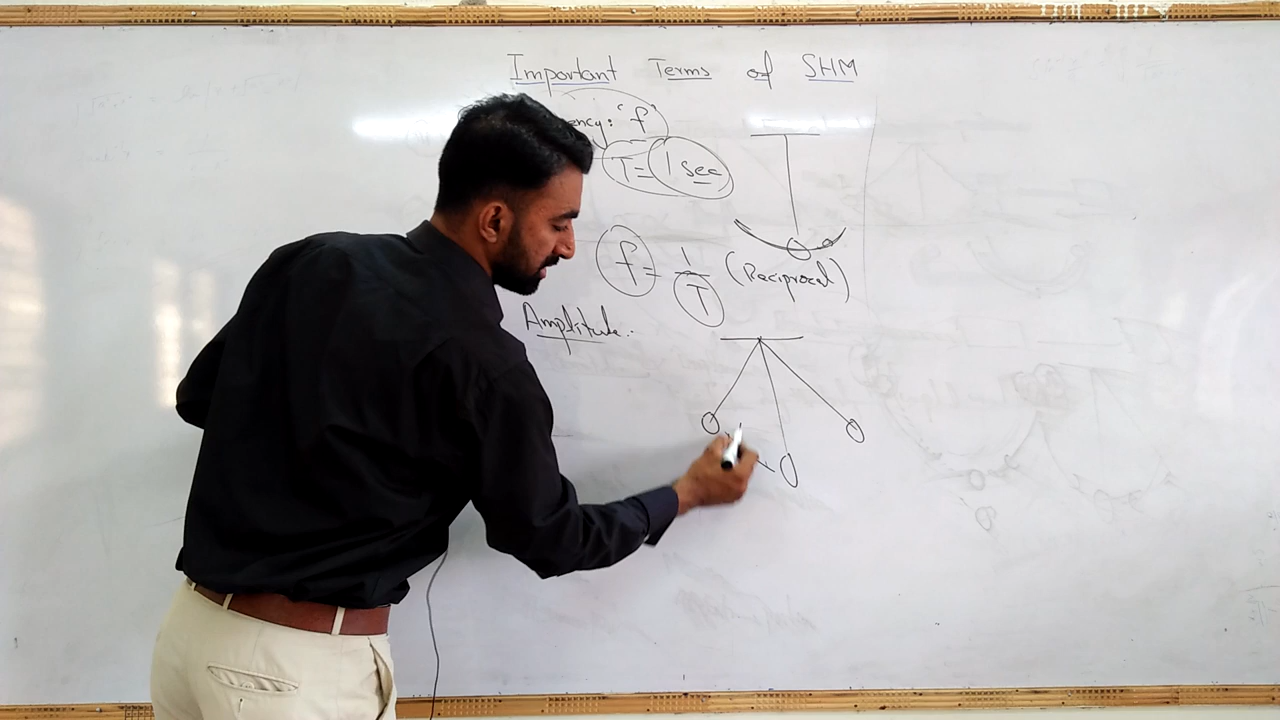 Important Terms of SHM
ency: 'f'
T = 1 sec
f = 1/T (Reciprocal)
Amplitude: